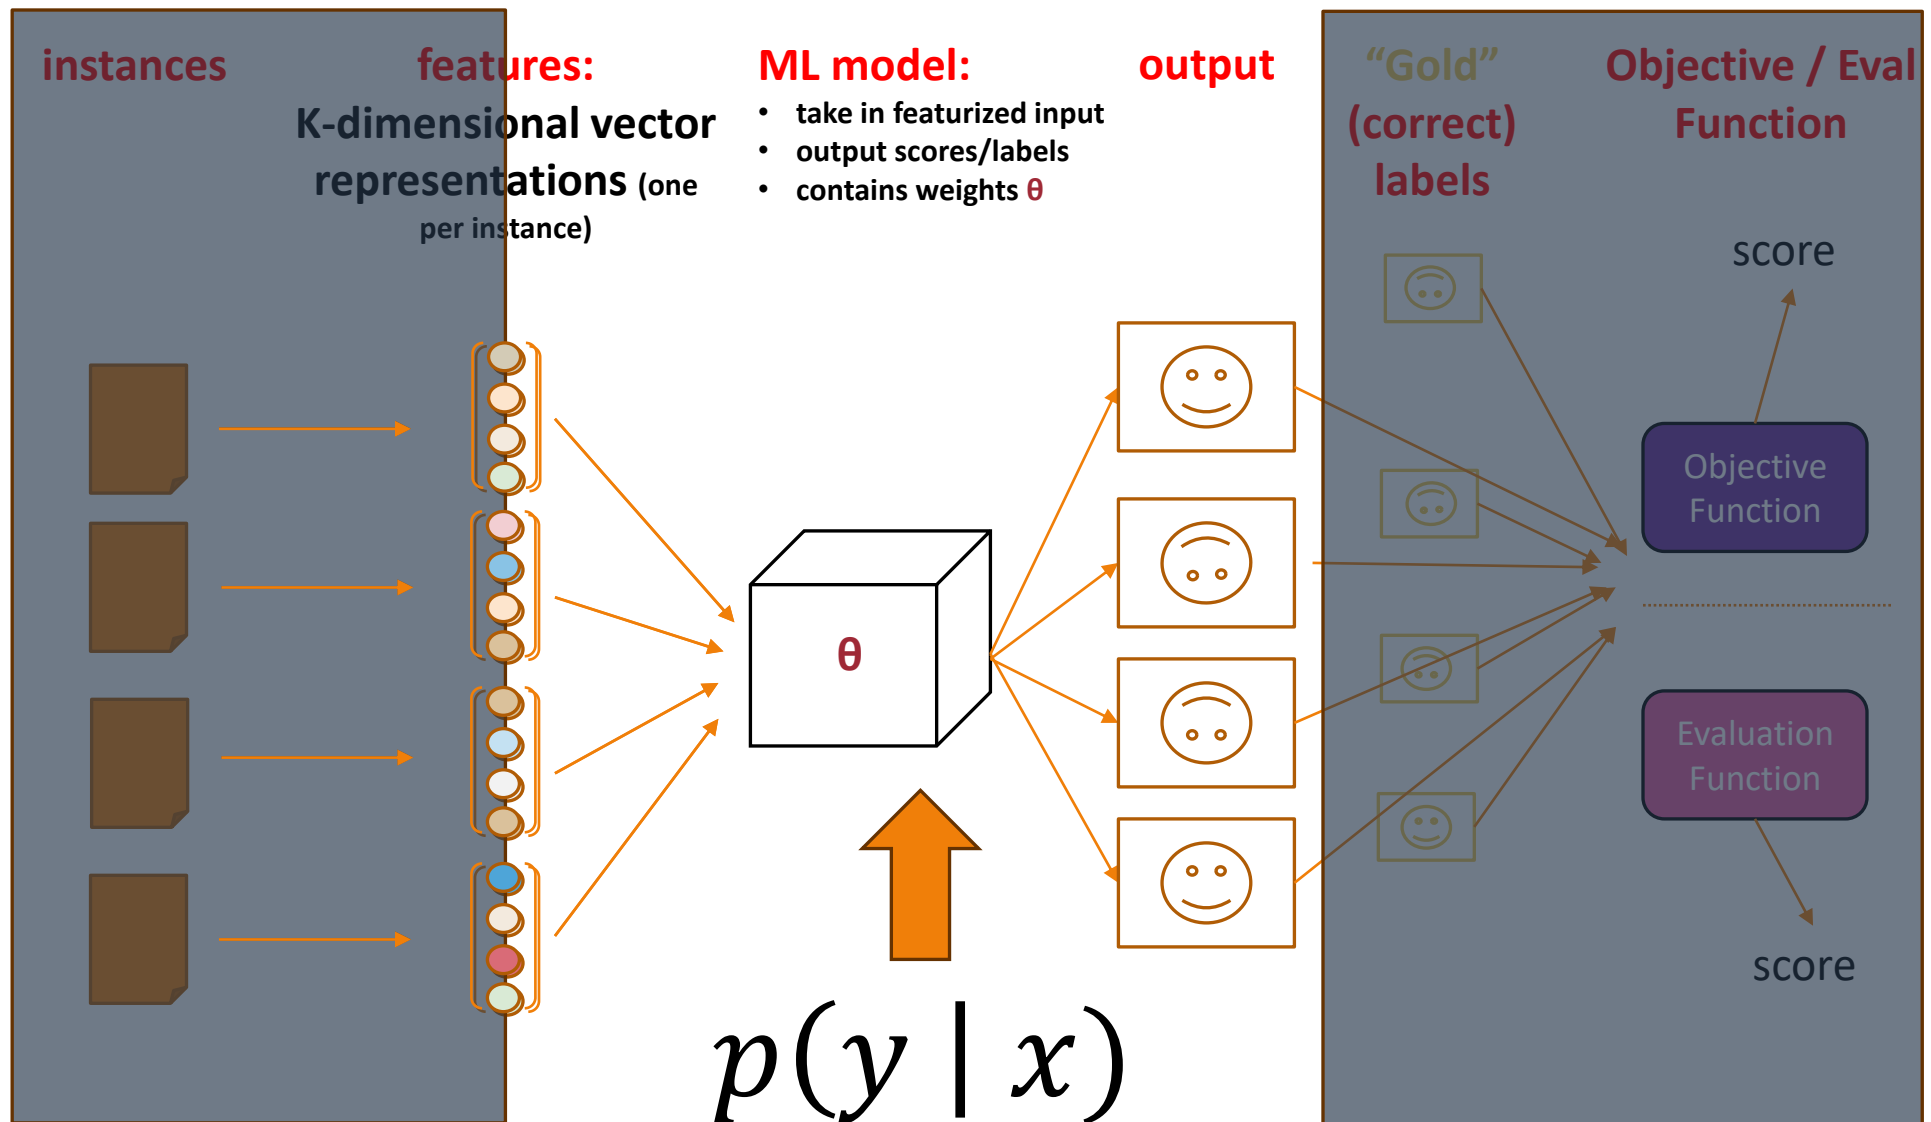 instances
features:
K-dimensional vector
representations (one
per instance)
ML model:
• take in featurized input
• output scores/labels
• contains weights θ
output
“Gold”
(correct)
labels
Objective / Eval
Function
score
Objective
Function
θ
Evaluation
Function
score
p(y | x)